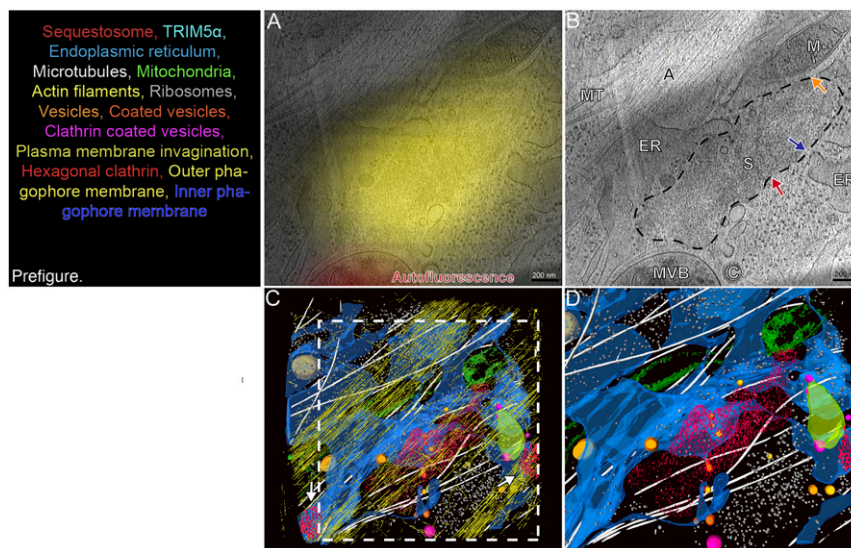 Sequestosome, TRIM5α,
Endoplasmic reticulum,
Microtubules, Mitochondria,
Actin filaments, Ribosomes,
Vesicles, Coated vesicles,
Clathrin coated vesicles,
Plasma membrane invagination,
Hexagonal clathrin, Outer pha-
gophore membrane, Inner pha-
gophore membrane
Prefigure.
A
Autofluorescence
200 nm
B
M
A
MT
ER
S
ER
MVB
C
200
C
D